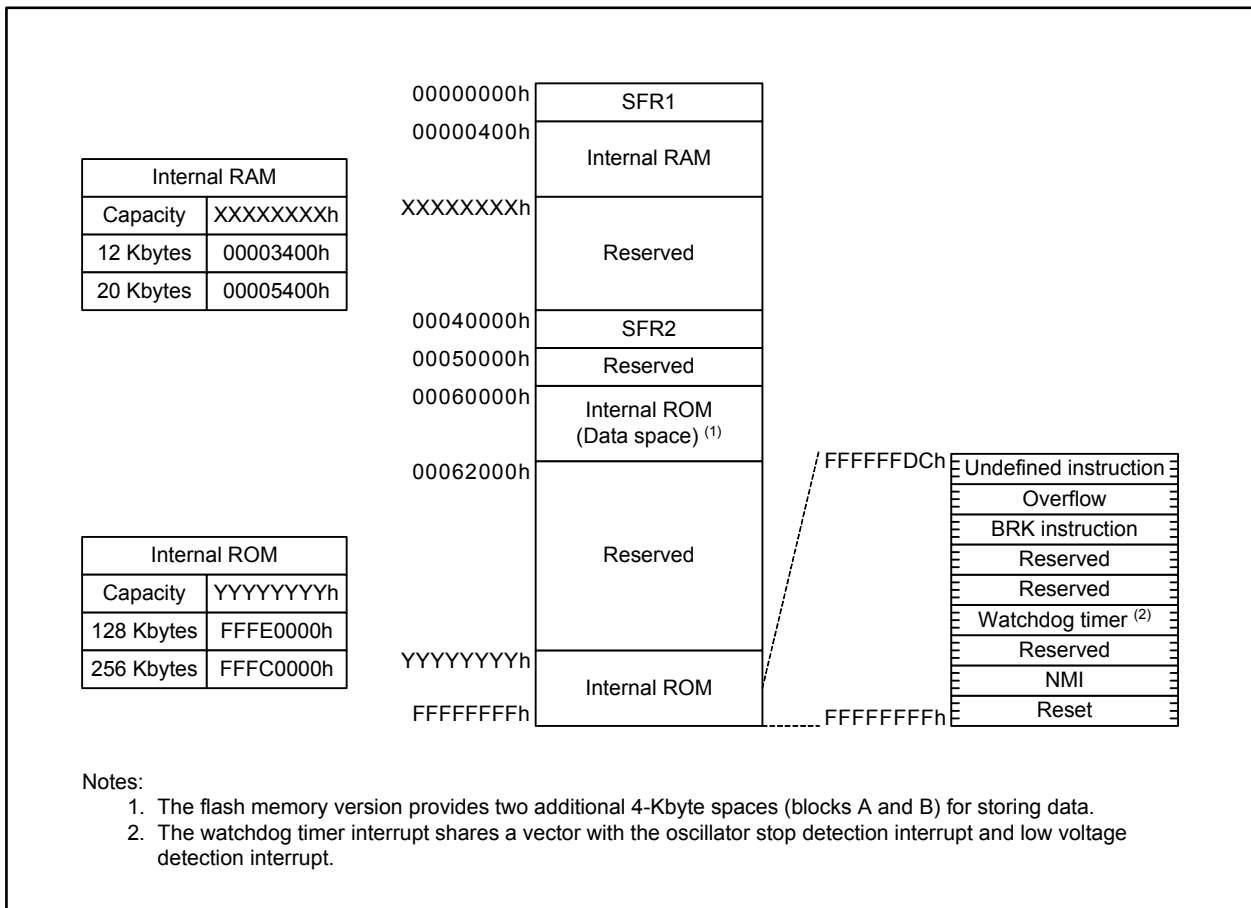 00000000h
SFR1
00000400h
Internal RAM
XXXXXXXXh
Reserved
00040000h
SFR2
00050000h
Reserved
00060000h
Internal ROM
(Data space) (1)
00062000h
Reserved
YYYYYYYYh
Internal ROM
FFFFFFFFh
Internal RAM
Capacity XXXXXXXXh
12 Kbytes 00003400h
20 Kbytes 00005400h
Internal ROM
Capacity YYYYYYYYh
128 Kbytes FFFE0000h
256 Kbytes FFFC0000h
FFFFFFDCh
Undefined instruction
Overflow
BRK instruction
Reserved
Reserved
Watchdog timer (2)
Reserved
NMI
Reset
FFFFFFFFh
Notes:
1. The flash memory version provides two additional 4-Kbyte spaces (blocks A and B) for storing data.
2. The watchdog timer interrupt shares a vector with the oscillator stop detection interrupt and low voltage
detection interrupt.